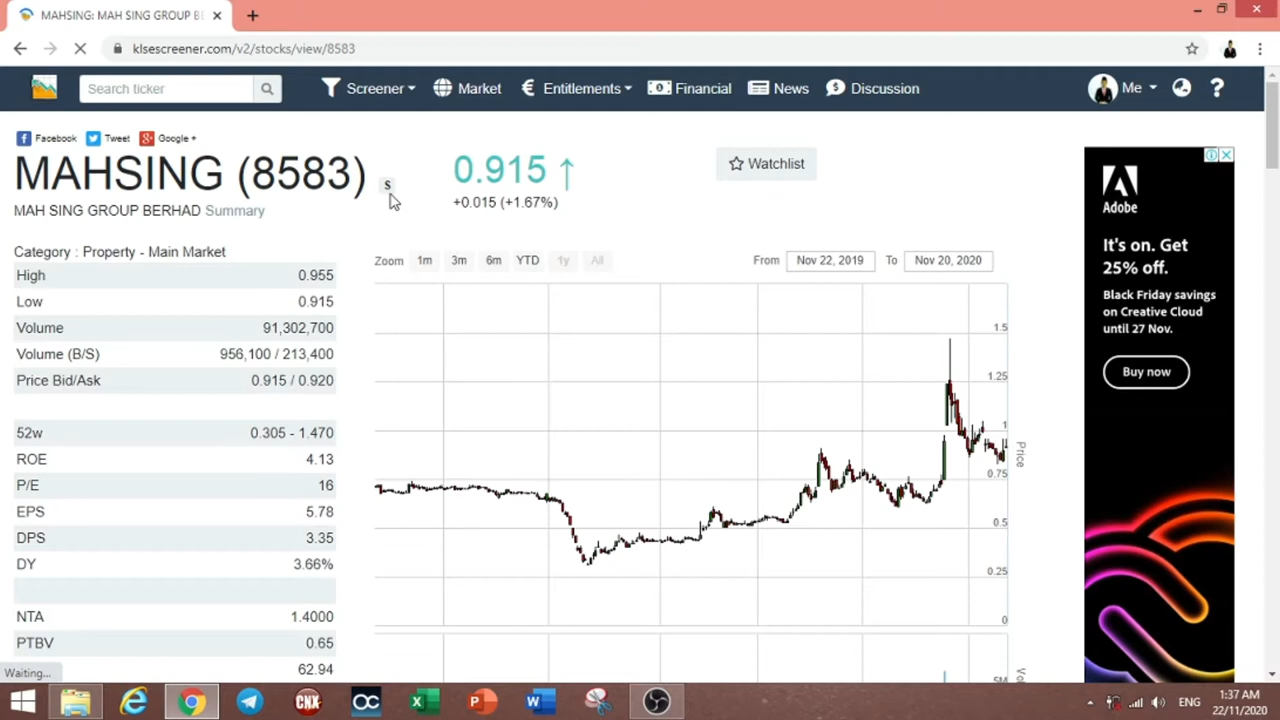 MAHSING: MAH SING GROUP BE
klsescreener.com/v2/stocks/view/8583
Search ticker
Screener
Market
Entitlements
Financial
News
Discussion
Me
Facebook Tweet Google +
MAHSING (8583)
S
0.915 ↑
+0.015 (+1.67%)
Watchlist
MAH SING GROUP BERHAD Summary
Category : Property - Main Market
High 0.955
Low 0.915
Volume 91,302,700
Volume (B/S) 956,100 / 213,400
Price Bid/Ask 0.915 / 0.920
52w 0.305 - 1.470
ROE 4.13
P/E 16
EPS 5.78
DPS 3.35
DY 3.66%
NTA 1.4000
PTBV 0.65
62.94
Zoom 1m 3m 6m YTD 1y All
From Nov 22, 2019 To Nov 20, 2020
1.5
1.25
1
0.75
0.5
0.25
0
Price
5M
Adobe
It's on. Get
25% off.
Black Friday savings
on Creative Cloud
until 27 Nov.
Buy now
Waiting...
CNX
OC
ENG
1:37 AM
22/11/2020